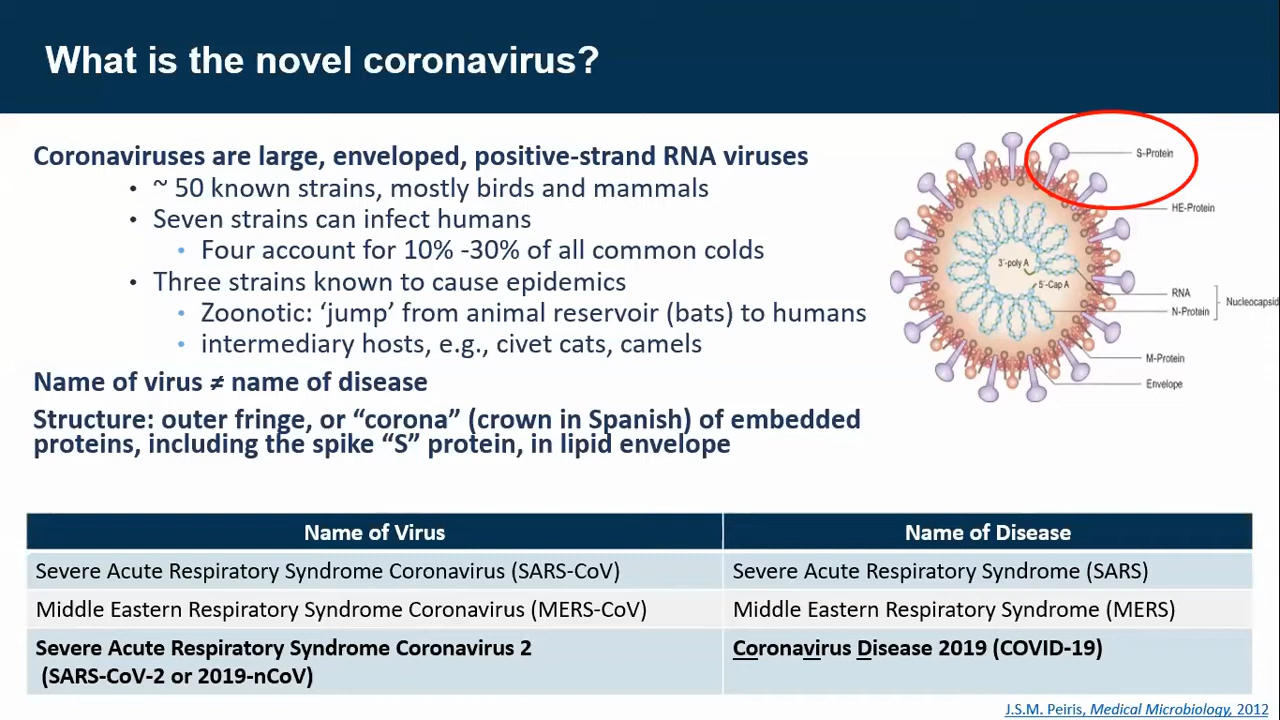 What is the novel coronavirus?
Coronaviruses are large, enveloped, positive-strand RNA viruses
• ~ 50 known strains, mostly birds and mammals
• Seven strains can infect humans
• Four account for 10% -30% of all common colds
• Three strains known to cause epidemics
• Zoonotic: ‘jump’ from animal reservoir (bats) to humans
• intermediary hosts, e.g., civet cats, camels
Name of virus ≠ name of disease
Structure: outer fringe, or “corona” (crown in Spanish) of embedded
proteins, including the spike “S” protein, in lipid envelope
S-Protein
HE-Protein
3´-poly A
5´-Cap A
RNA
Nucleocapsid
N-Protein
M-Protein
Envelope
Name of Virus Name of Disease
Severe Acute Respiratory Syndrome Coronavirus (SARS-CoV) Severe Acute Respiratory Syndrome (SARS)
Middle Eastern Respiratory Syndrome Coronavirus (MERS-CoV) Middle Eastern Respiratory Syndrome (MERS)
Severe Acute Respiratory Syndrome Coronavirus 2 Coronavirus Disease 2019 (COVID-19)
(SARS-CoV-2 or 2019-nCoV)
J.S.M. Peiris, Medical Microbiology, 2012